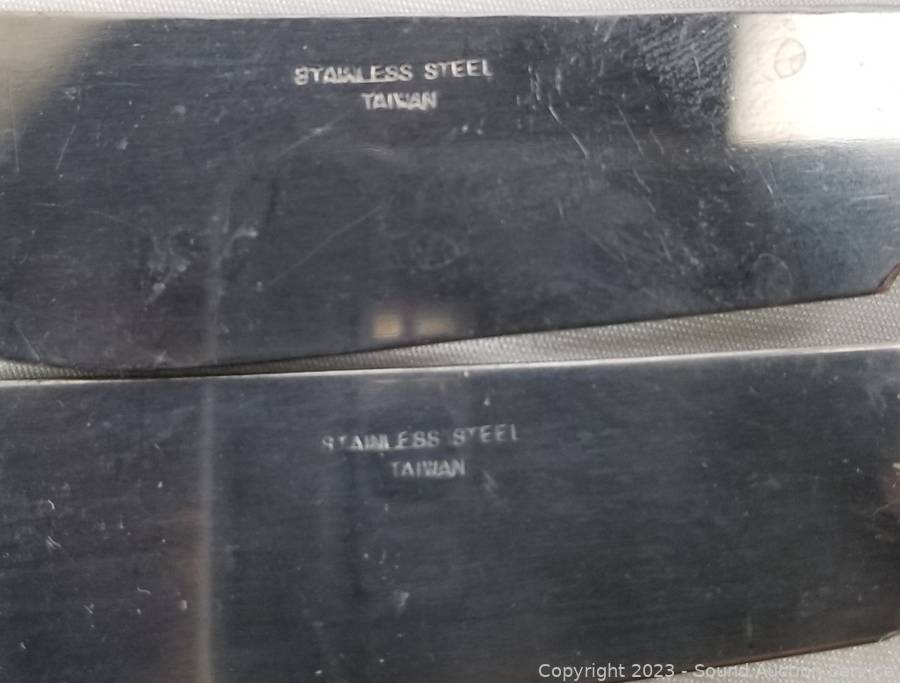 STAINLESS STEEL
TAIWAN
STAINLESS STEEL
TAIWAN
Copyright 2023 - Sound Auction Service